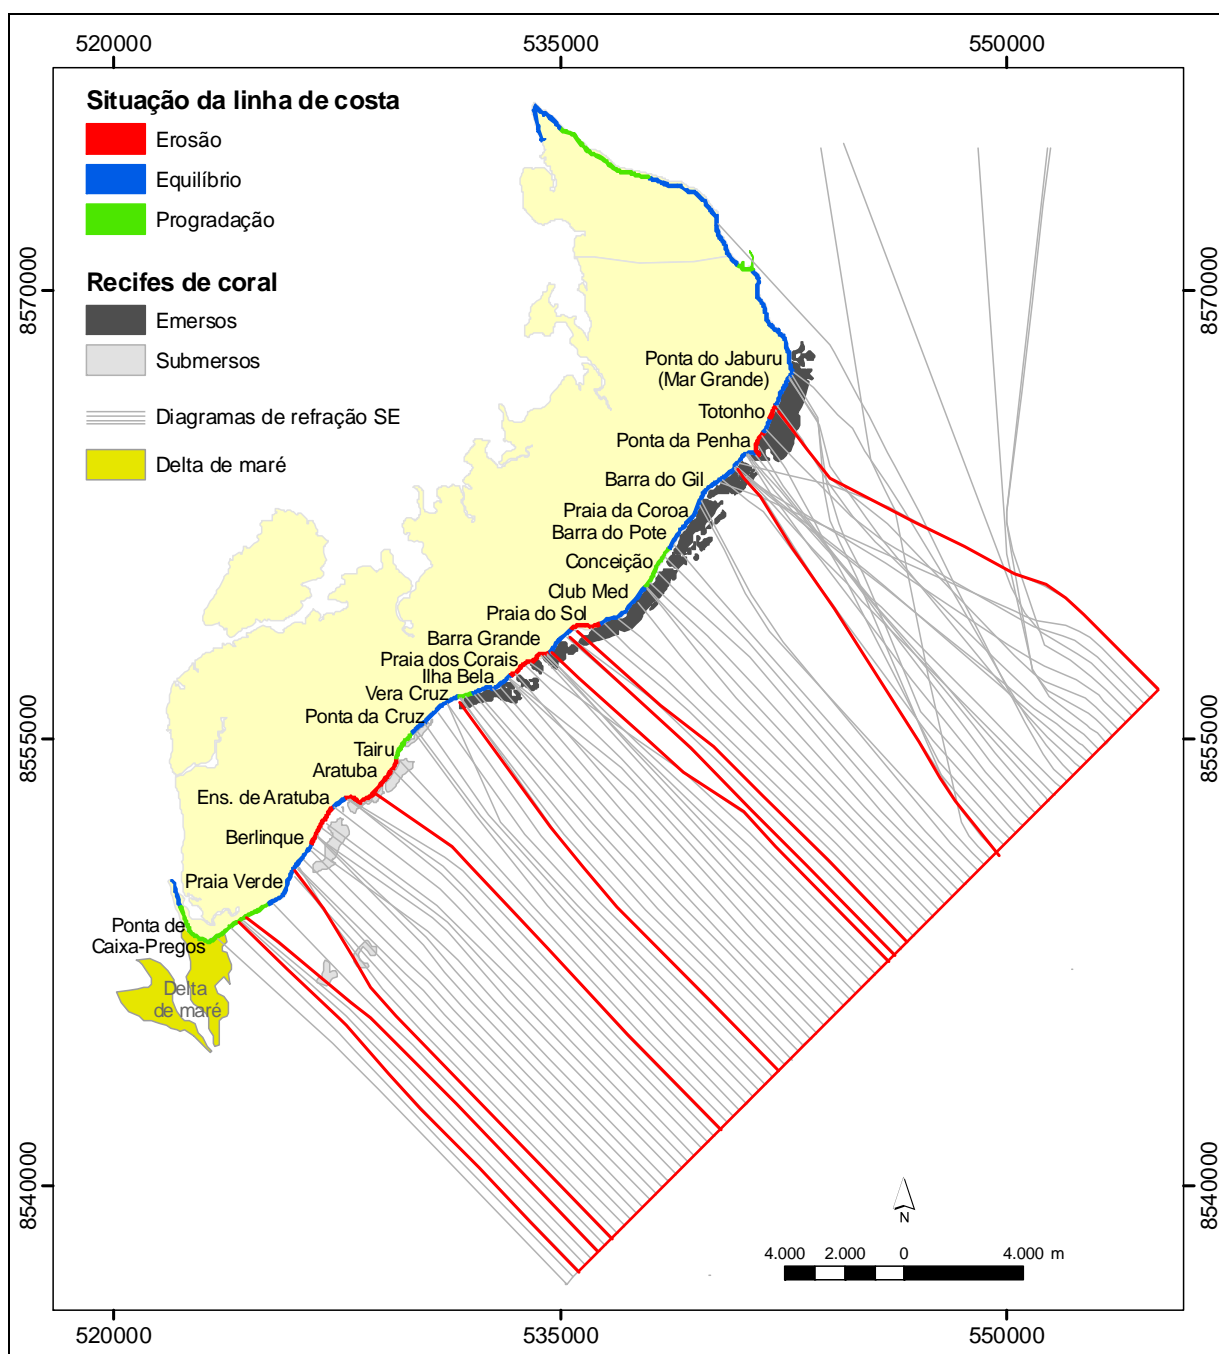 520000
535000
550000
Situação da linha de costa
Erosão
Equilíbrio
Progradação
Recifes de coral
Emersos
Submersos
Diagramas de refração SE
Delta de maré
8570000
8570000
Ponta do Jaburu
(Mar Grande)
Totonho
Ponta da Penha
Barra do Gil
Praia da Coroa
Barra do Pote
Conceição
Club Med
Praia do Sol
Barra Grande
Praia dos Corais
Ilha Bela
Vera Cruz
Ponta da Cruz
Tairu
Aratuba
Ens. de Aratuba
Berlinque
Praia Verde
Ponta de
Caixa-Pregos
Delta
de maré
8555000
8555000
8540000
8540000
N
4.000 2.000 0 4.000 m
520000
535000
550000